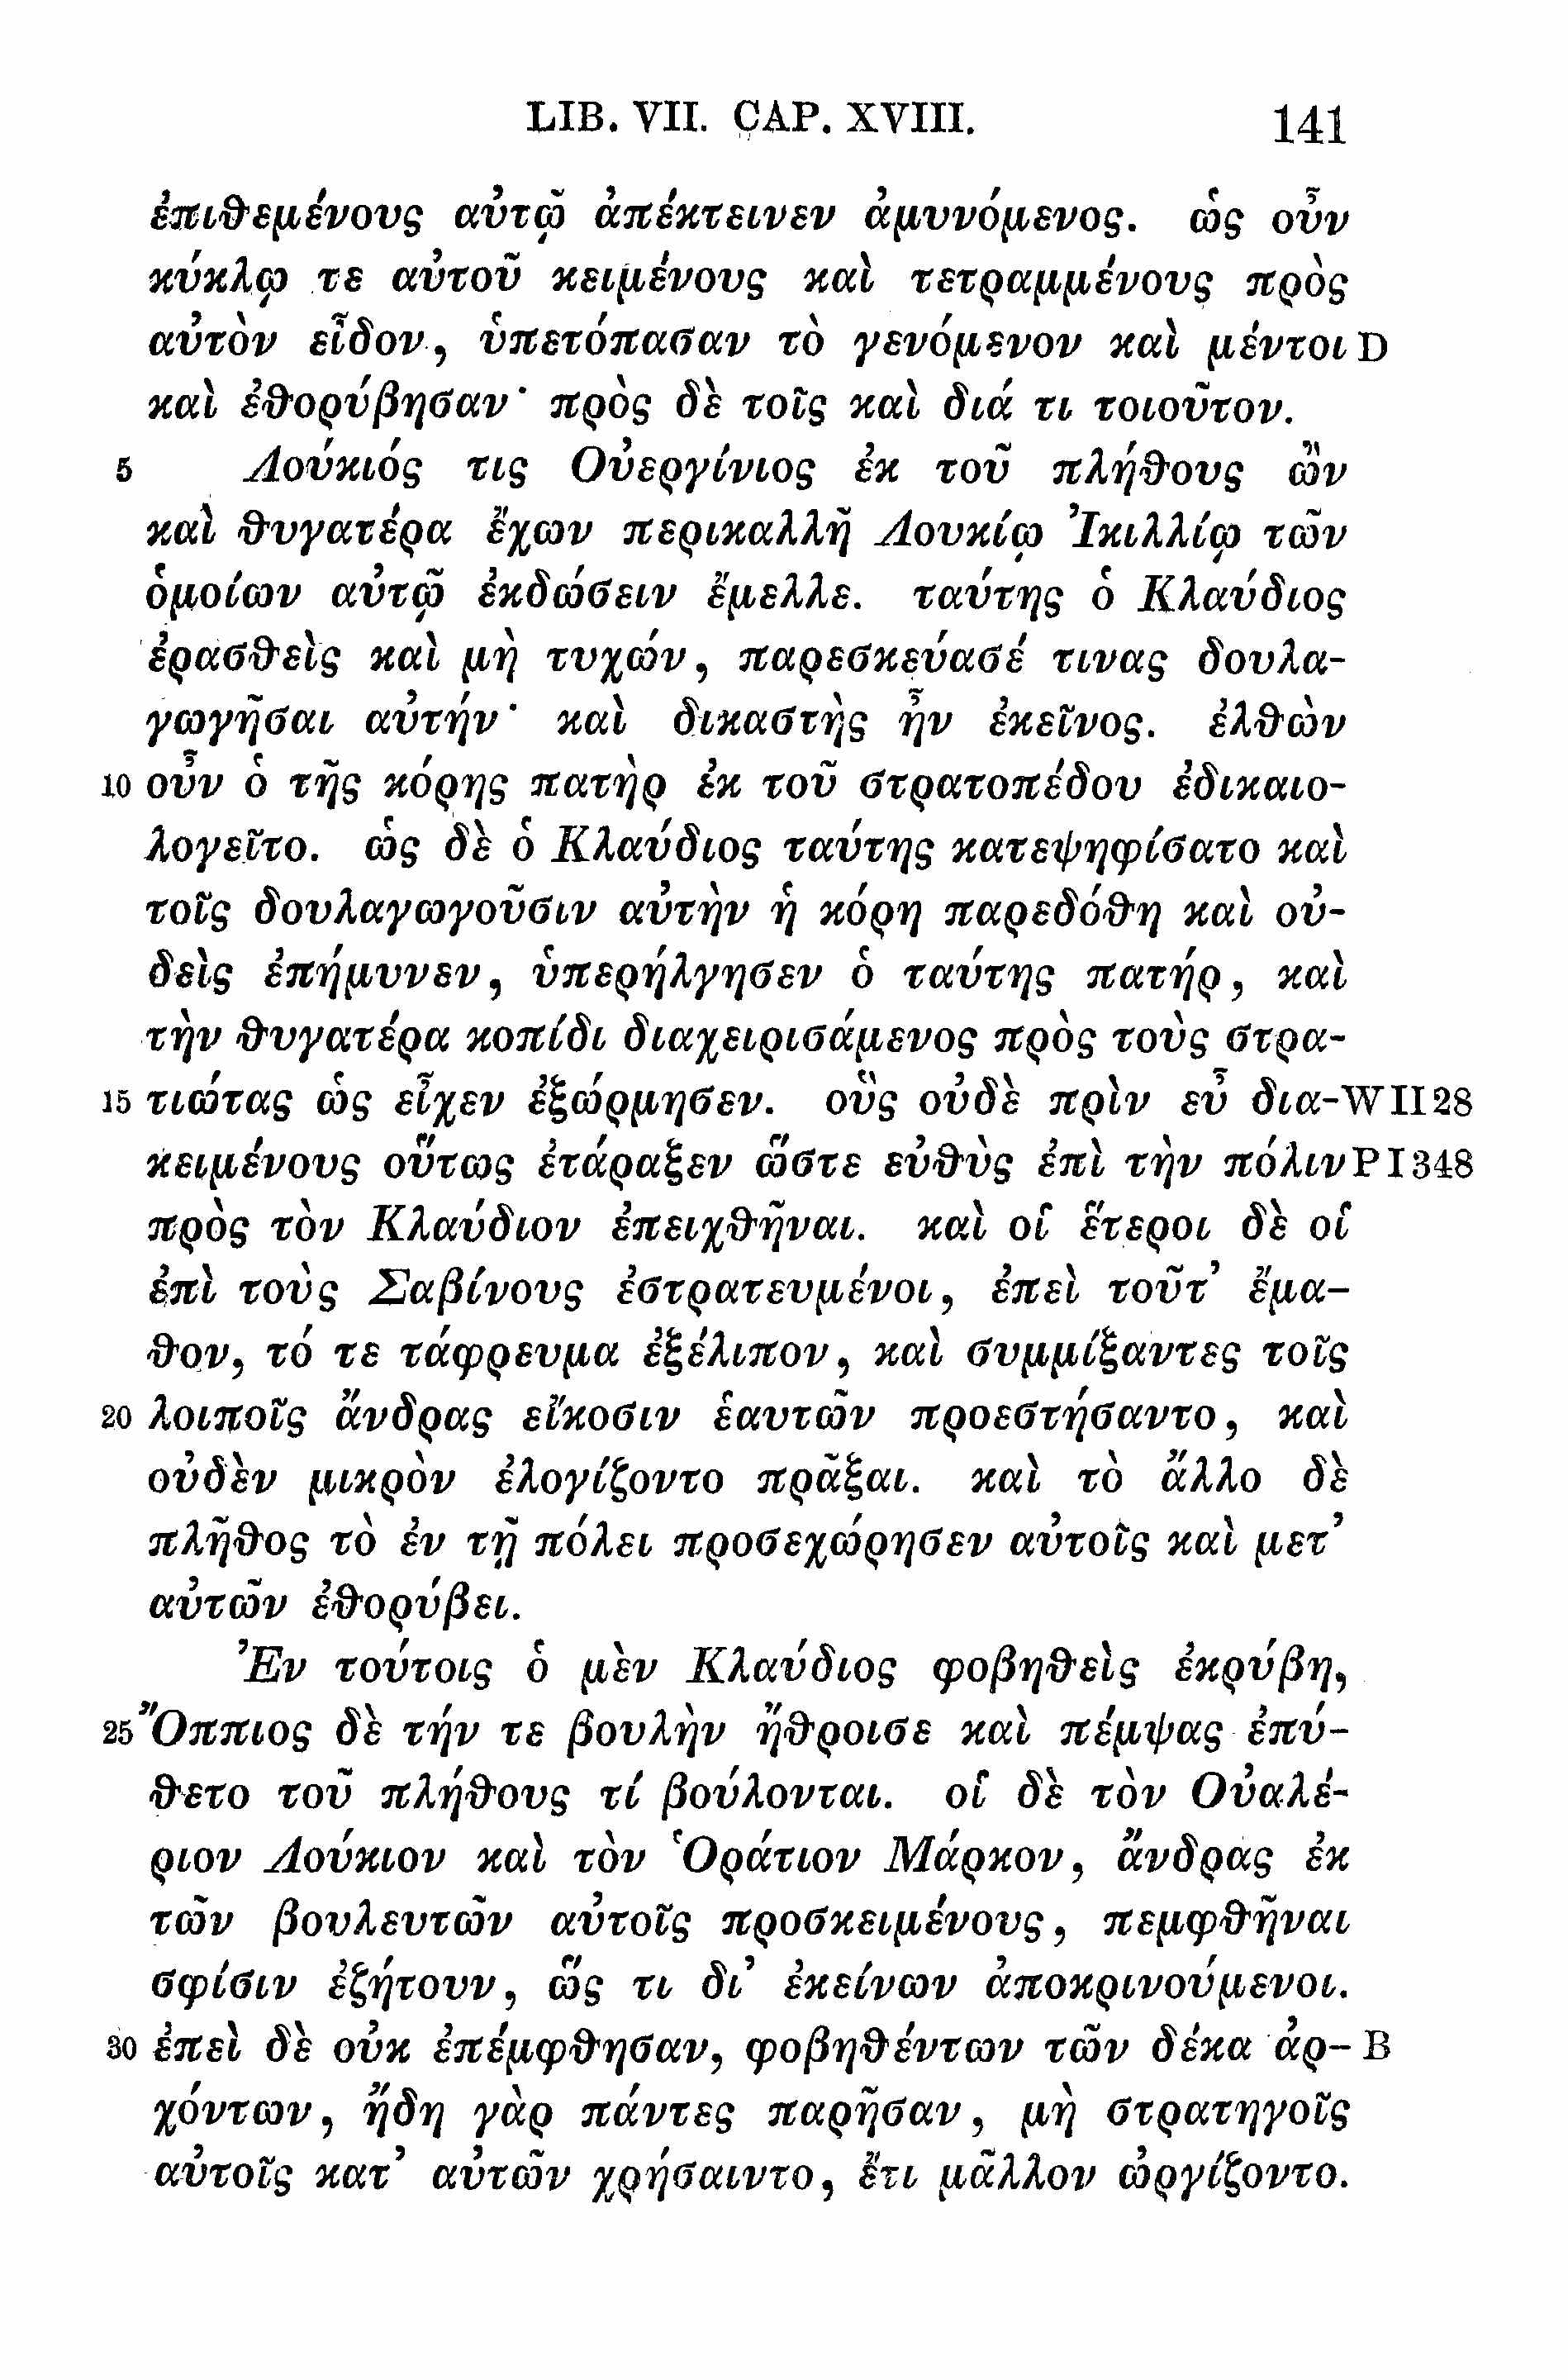 LIB. VII. CAP. XVIII. 141
ἐπιθεμένους αὐτῷ ἀπέκτεινεν ἀμυνόμενος. ὡς οὖν
κύκλῳ τε αὐτοῦ κειμένους καὶ τετραμμένους πρὸς
αὐτὸν εἶδον, ὑπετόπασαν τὸ γενόμενον καὶ μέντοι D
καὶ ἐθορύβησαν· πρὸς δὲ τοῖς καὶ διά τι τοιοῦτον.
5 Λούκιός τις Οὐεργίνιος ἐκ τοῦ πλήθους ὢν
καὶ θυγατέρα ἔχων περικαλλῆ Λουκίῳ Ἰκιλλίῳ τῶν
ὁμοίων αὐτῷ ἐκδώσειν ἔμελλε. ταύτης ὁ Κλαύδιος
ἐρασθεὶς καὶ μὴ τυχών, παρεσκεύασέ τινας δουλα-
γωγῆσαι αὐτήν· καὶ δικαστὴς ἦν ἐκεῖνος. ἐλθὼν
10 οὖν ὁ τῆς κόρης πατὴρ ἐκ τοῦ στρατοπέδου ἐδικαιο-
λογεῖτο. ὡς δὲ ὁ Κλαύδιος ταύτης κατεψηφίσατο καὶ
τοῖς δουλαγωγοῦσιν αὐτὴν ἡ κόρη παρεδόθη καὶ οὐ-
δεὶς ἐπήμυνεν, ὑπερήλγησεν ὁ ταύτης πατήρ, καὶ
τὴν θυγατέρα κοπίδι διαχειρισάμενος πρὸς τοὺς στρα-
15 τιώτας ὡς εἶχεν ἐξώρμησεν. οὓς οὐδὲ πρὶν εὖ δια- W II 28
κειμένους οὕτως ἐτάραξεν ὥστε εὐθὺς ἐπὶ τὴν πόλιν P I 348
πρὸς τὸν Κλαύδιον ἐπειχθῆναι. καὶ οἱ ἕτεροι δὲ οἱ
ἐπὶ τοὺς Σαβίνους ἐστρατευμένοι, ἐπεὶ τοῦτ’ ἔμα-
θον, τό τε τάφρευμα ἐξέλιπον, καὶ συμμίξαντες τοῖς
20 λοιποῖς ἄνδρας εἴκοσιν ἑαυτῶν προεστήσαντο, καὶ
οὐδὲν μικρὸν ἐλογίζοντο πρᾶξαι. καὶ τὸ ἄλλο δὲ
πλῆθος τὸ ἐν τῇ πόλει προσεχώρησεν αὐτοῖς καὶ μετ’
αὐτῶν ἐθορύβει.
Ἐν τούτοις ὁ μὲν Κλαύδιος φοβηθεὶς ἐκρύβη,
25 Ὄππιος δὲ τήν τε βουλὴν ἤθροισε καὶ πέμψας ἐπύ-
θετο τοῦ πλήθους τί βούλονται. οἱ δὲ τὸν Οὐαλέ-
ριον Λούκιον καὶ τὸν Ὁράτιον Μάρκον, ἄνδρας ἐκ
τῶν βουλευτῶν αὐτοῖς προσκειμένους, πεμφθῆναι
σφίσιν ἐζήτουν, ὥς τι δι’ ἐκείνων ἀποκρινούμενοι.
30 ἐπεὶ δὲ οὐκ ἐπέμφθησαν, φοβηθέντων τῶν δέκα ἀρ- B
χόντων, ἤδη γὰρ πάντες παρῆσαν, μὴ στρατηγοῖς
αὐτοῖς κατ’ αὐτῶν χρήσαιντο, ἔτι μᾶλλον ὠργίζοντο.